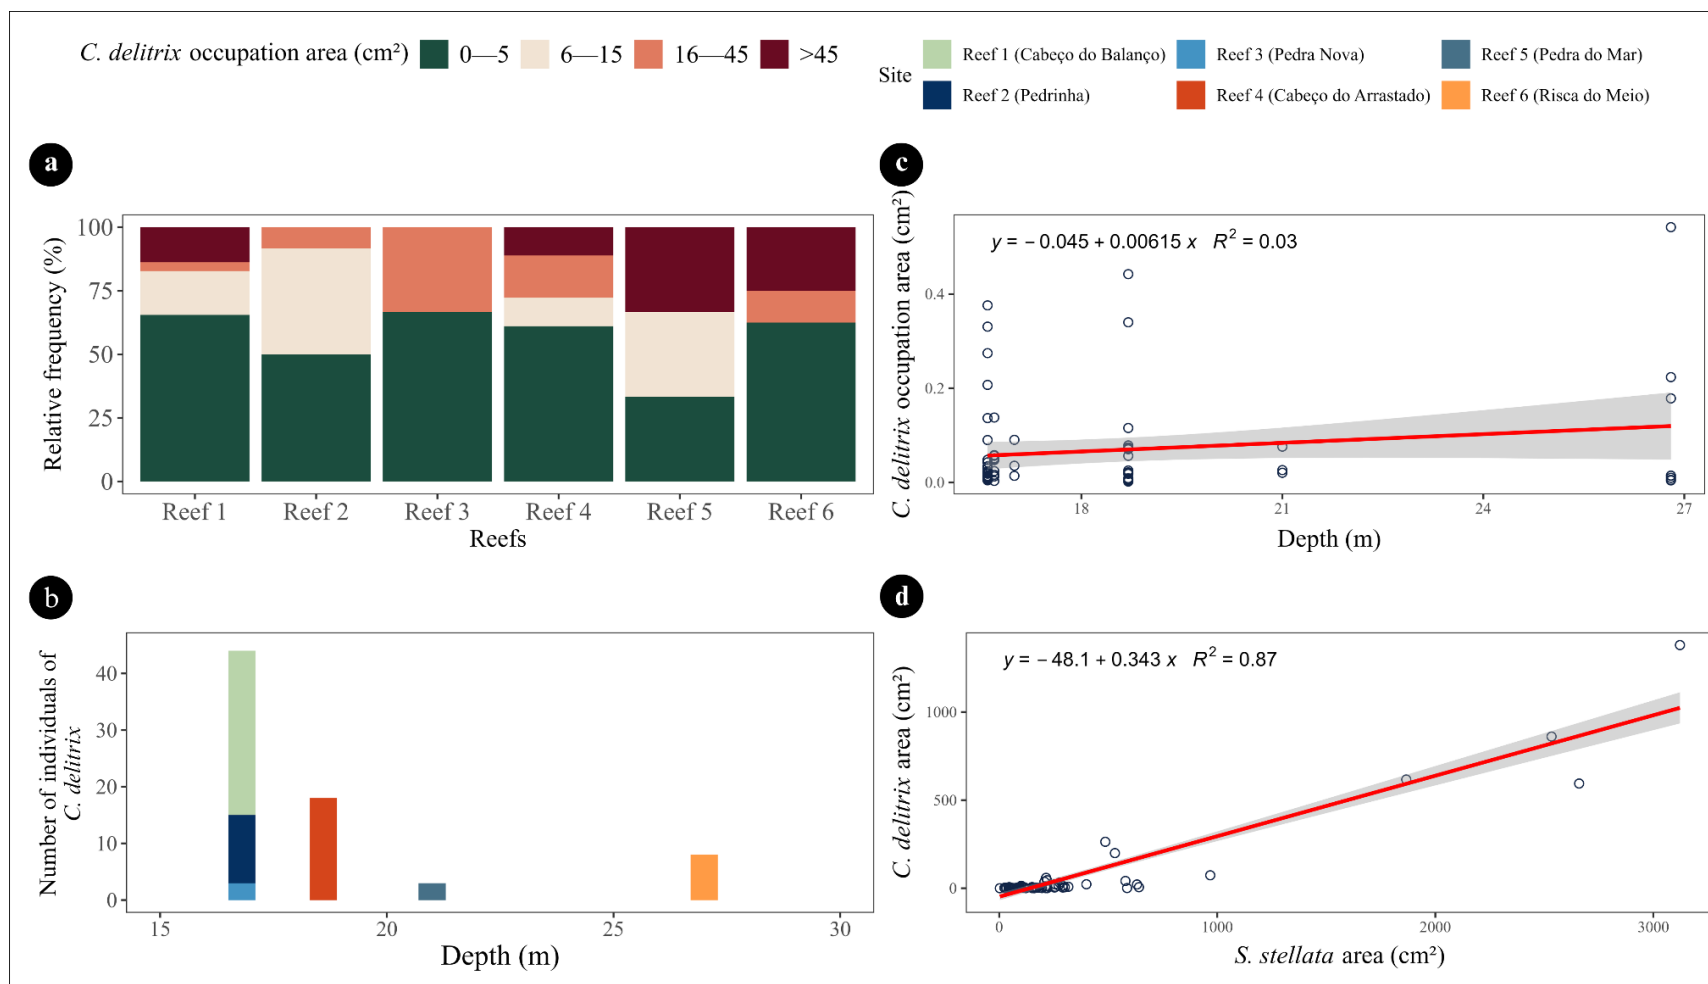 C. delitrix occupation area (cm²) 0—5 6—15 16—45 >45
Site
Reef 1 (Cabeço do Balanço) Reef 3 (Pedra Nova) Reef 5 (Pedra do Mar)
Reef 2 (Pedrinha) Reef 4 (Cabeço do Arrastado) Reef 6 (Risca do Meio)
a
Relative frequency (%)
100
75
50
25
0
Reef 1 Reef 2 Reef 3 Reef 4 Reef 5 Reef 6
Reefs
b
Number of individuals of
C. delitrix
40
30
20
10
0
15 20 25 30
Depth (m)
c
C. delitrix occupation area (cm²)
y = − 0.045 + 0.00615 x R² = 0.03
0.4
0.2
0.0
18 21 24 27
Depth (m)
d
C. delitrix area (cm²)
y = − 48.1 + 0.343 x R² = 0.87
1000
500
0
0 1000 2000 3000
S. stellata area (cm²)